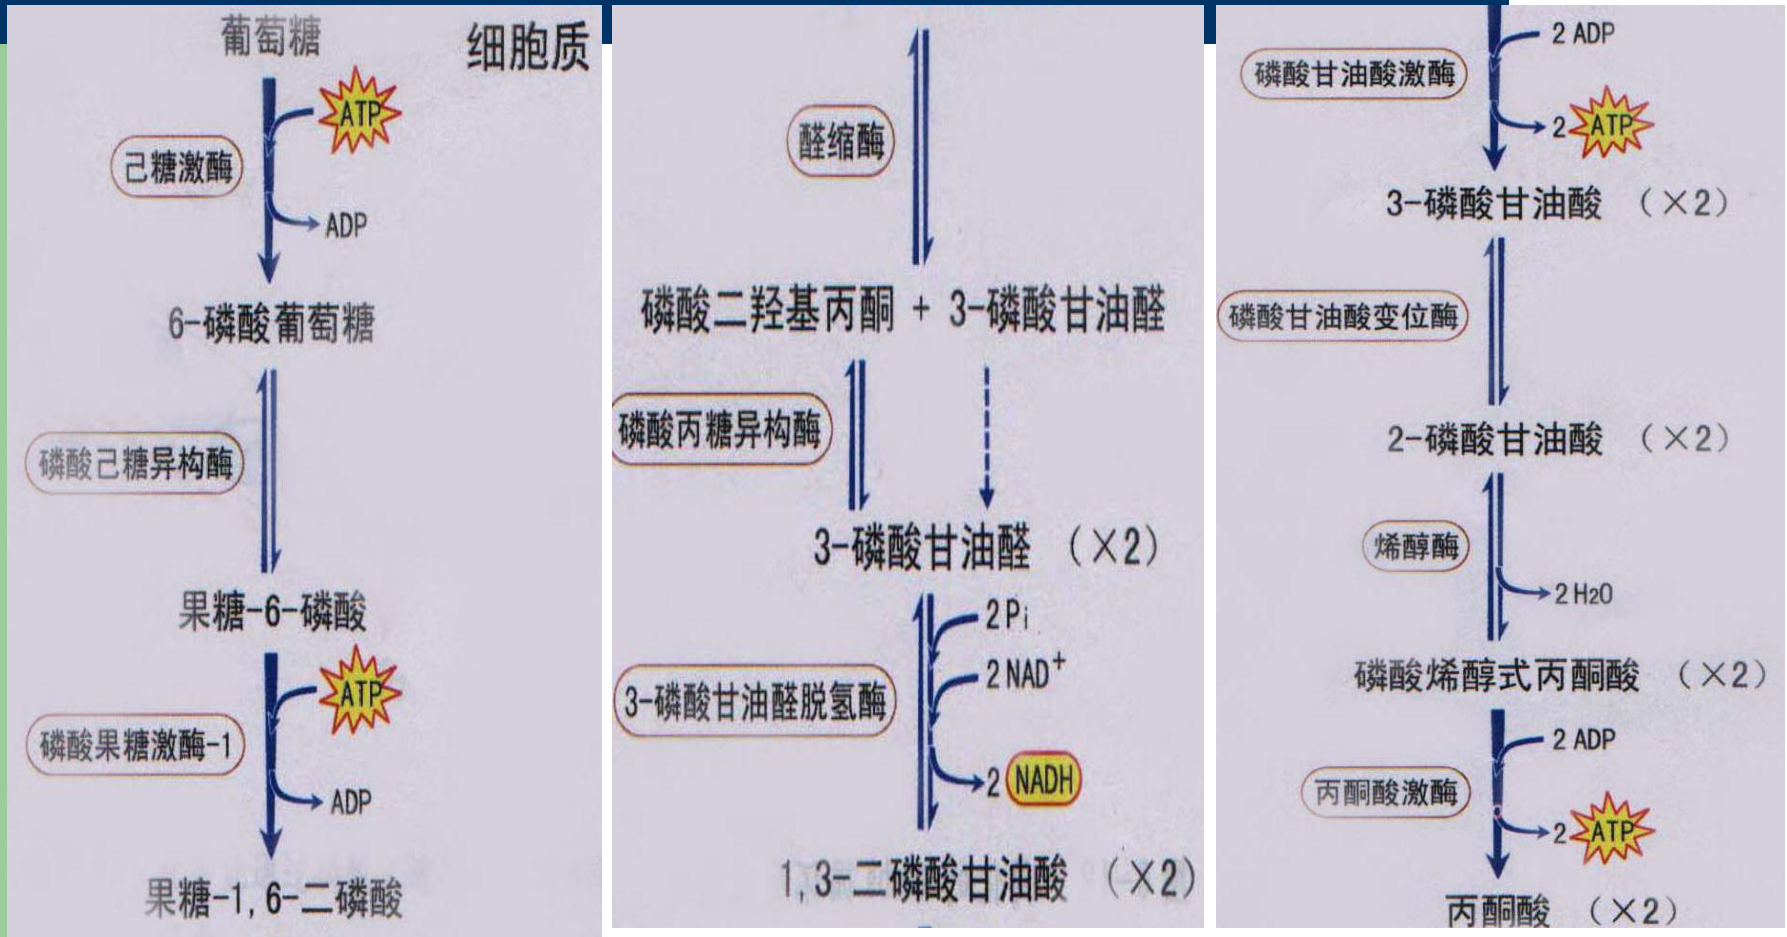 葡萄糖
细胞质
ATP
己糖激酶
ADP
6-磷酸葡萄糖
磷酸己糖异构酶
果糖-6-磷酸
ATP
磷酸果糖激酶-1
ADP
果糖-1,6-二磷酸
醛缩酶
磷酸二羟基丙酮 + 3-磷酸甘油醛
磷酸丙糖异构酶
3-磷酸甘油醛 (×2)
2Pi
2NAD+
3-磷酸甘油醛脱氢酶
2 NADH
1,3-二磷酸甘油酸 (×2)
2 ADP
磷酸甘油酸激酶
2 ATP
3-磷酸甘油酸 (×2)
磷酸甘油酸变位酶
2-磷酸甘油酸 (×2)
烯醇酶
2H2O
磷酸烯醇式丙酮酸 (×2)
2 ADP
丙酮酸激酶
2 ATP
丙酮酸 (×2)